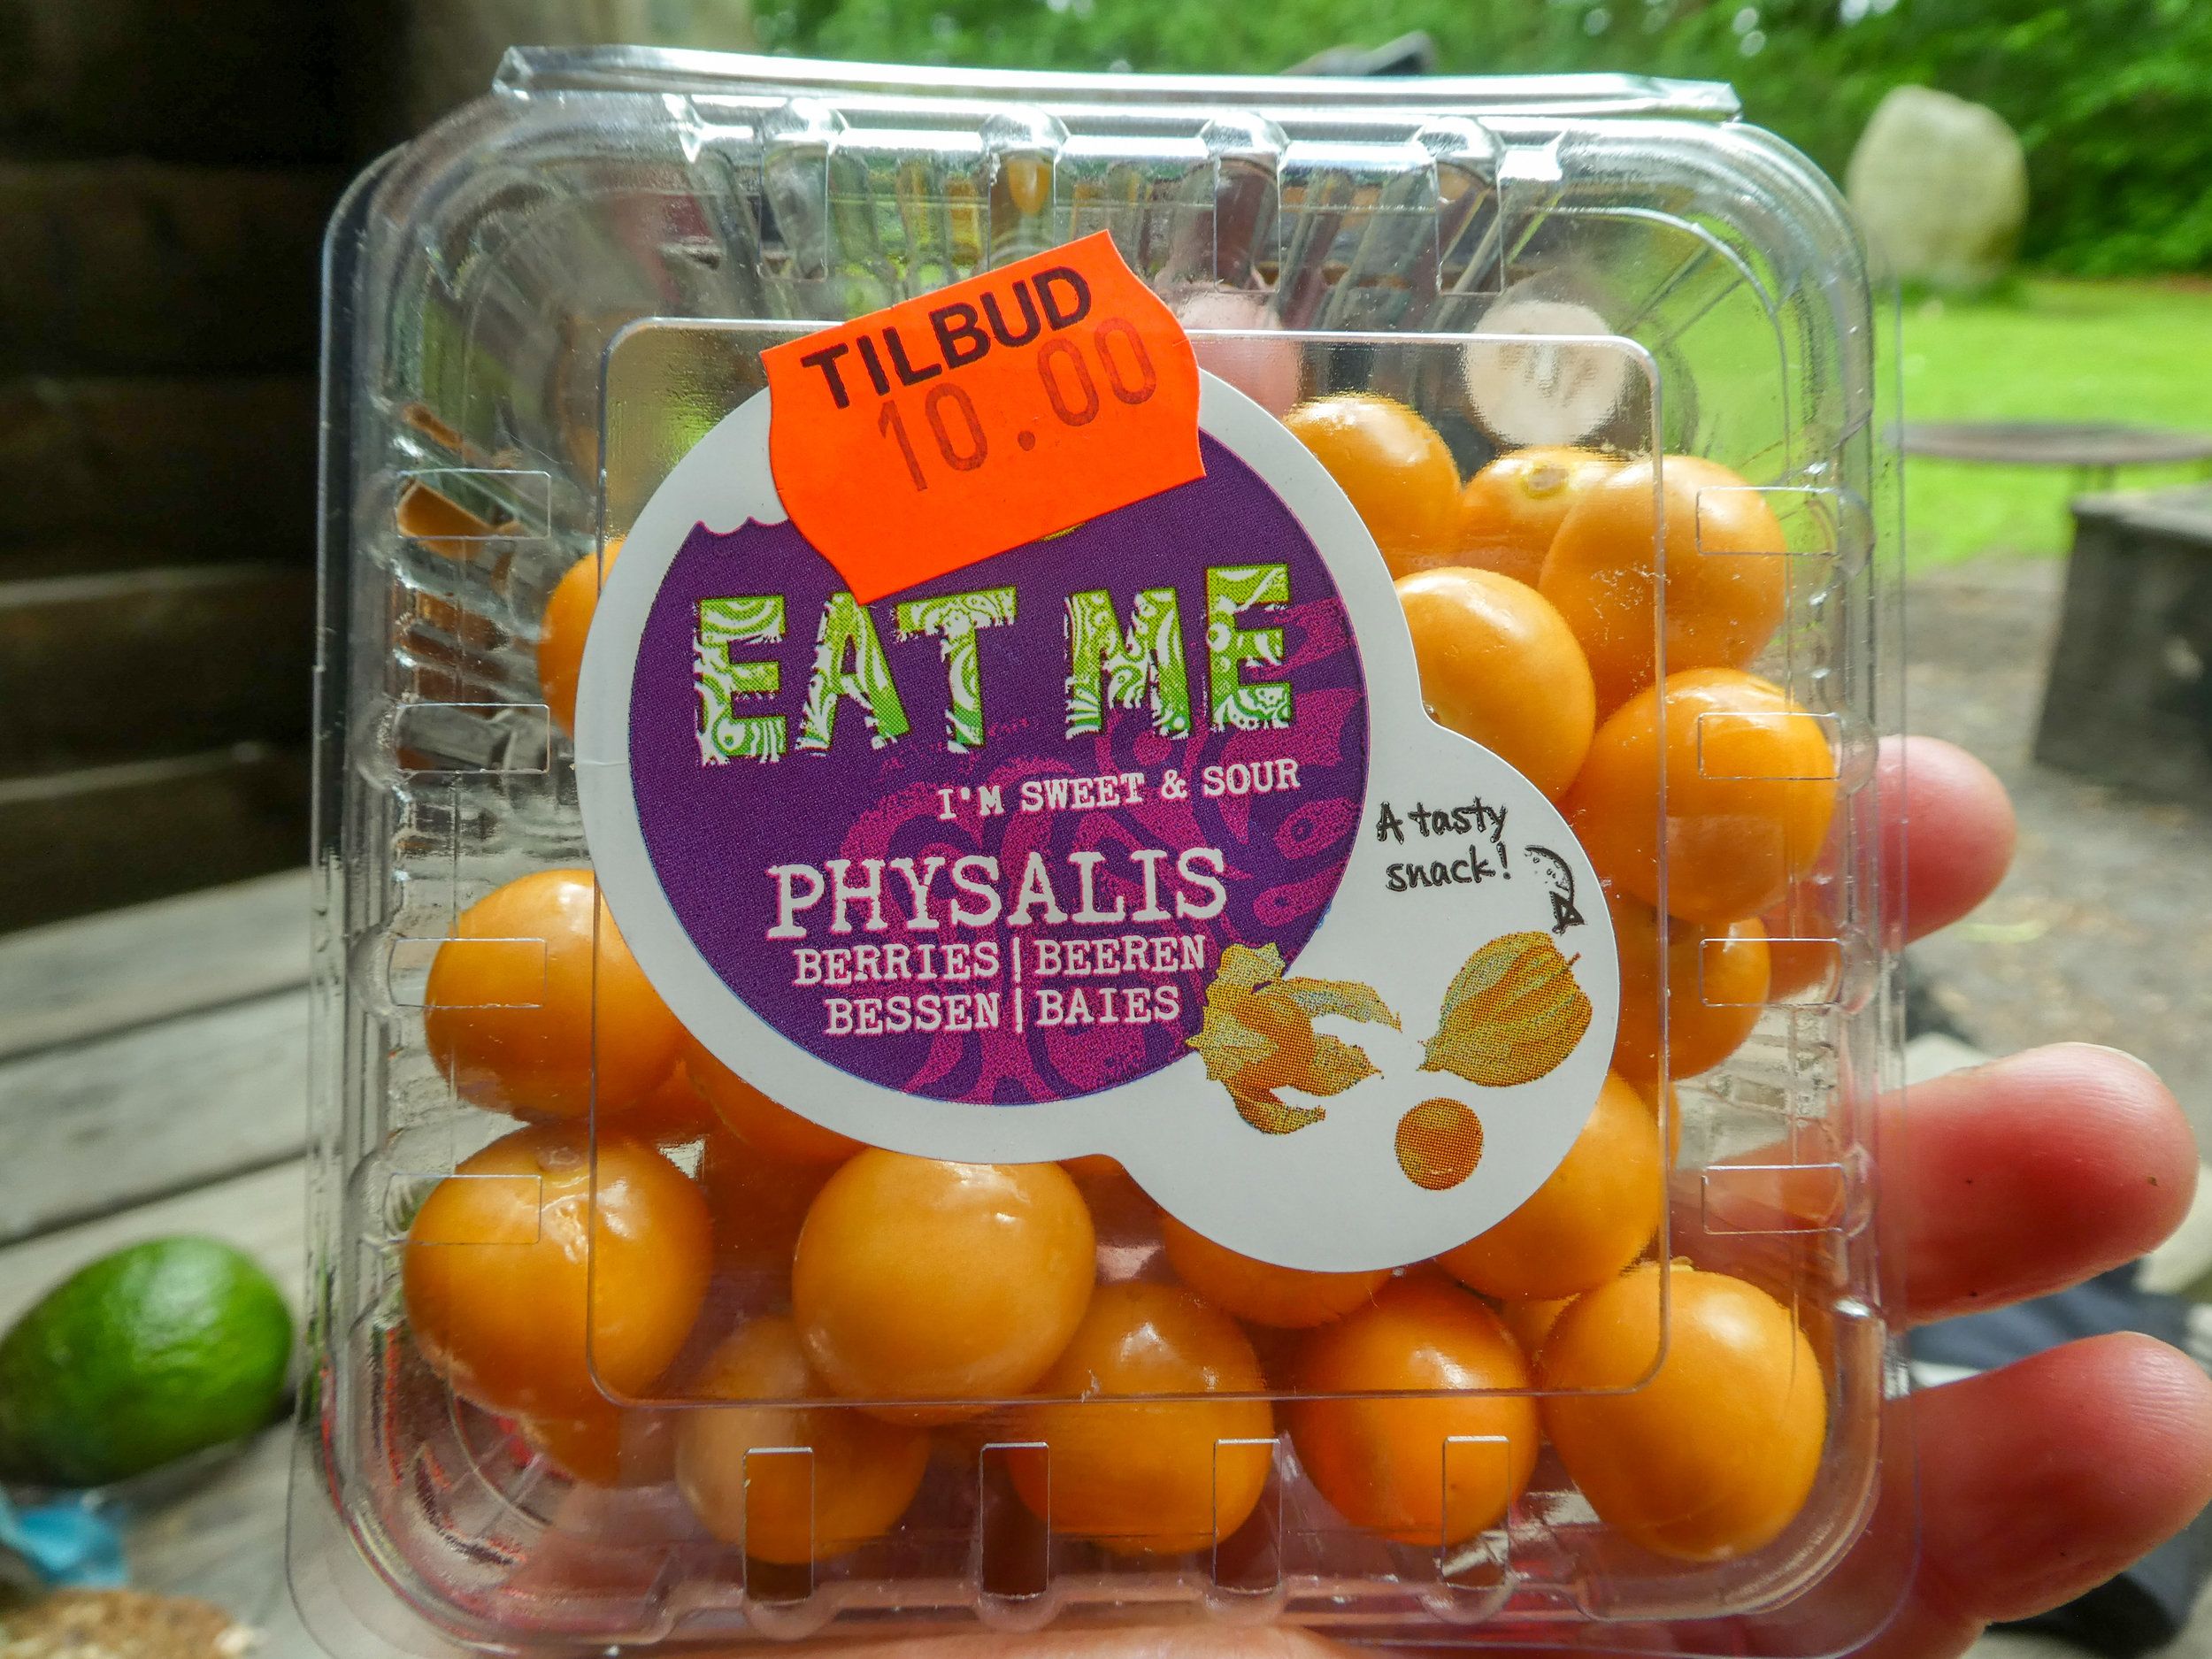 TILBUD
10.00
EAT ME
I'M SWEET & SOUR
PHYSALIS
BERRIES | BEEREN
BESSEN | BAIES
A tasty
snack!